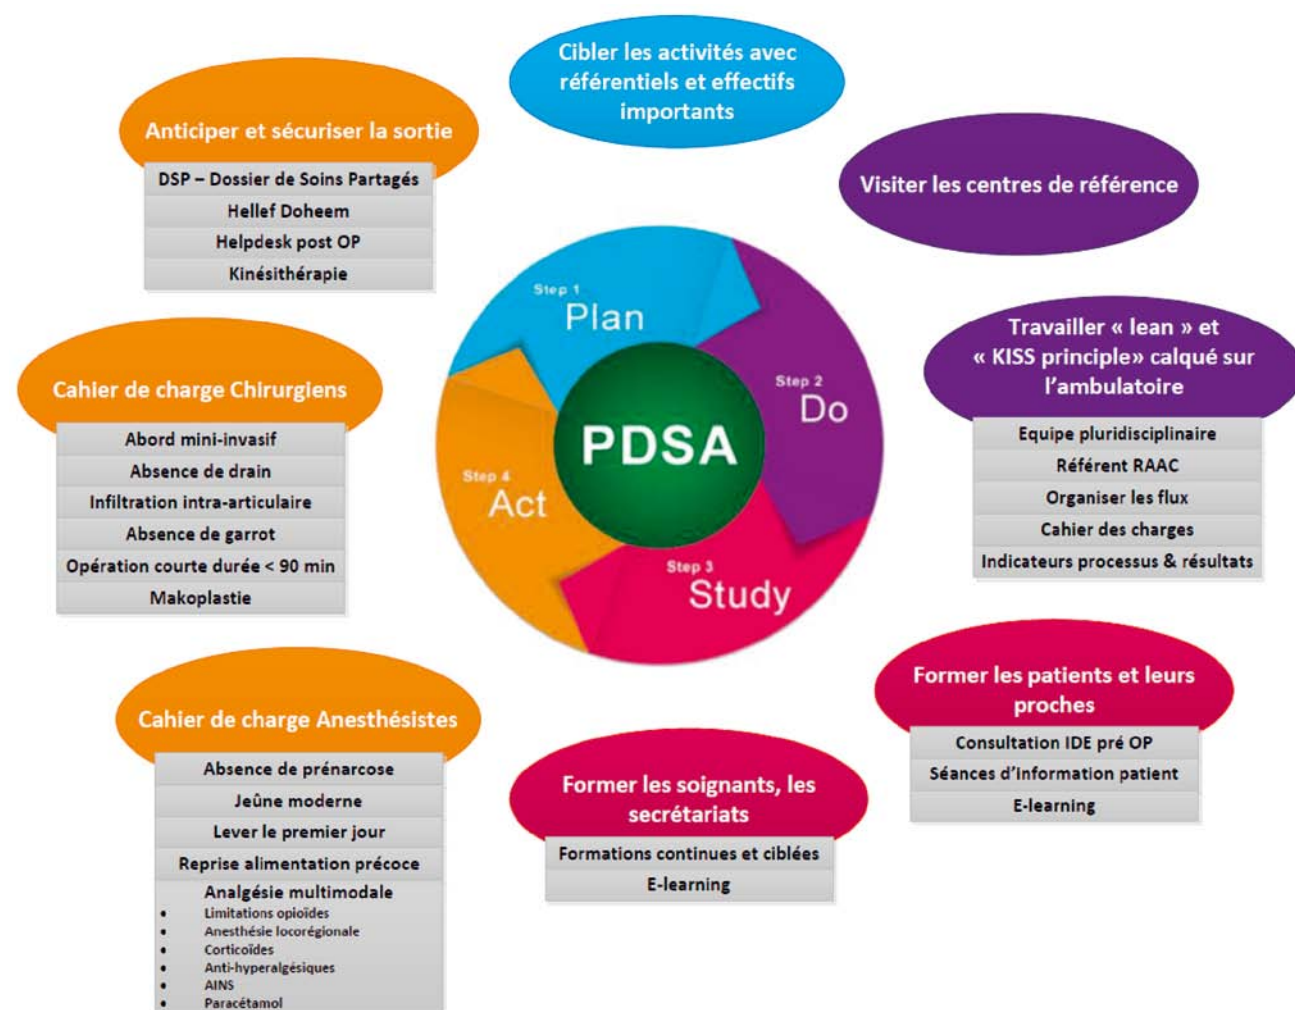 Cibler les activités avec
référentiels et effectifs
importants
Anticiper et sécuriser la sortie
DSP – Dossier de Soins Partagés
Hellef Doheem
Helpdesk post OP
Kinésithérapie
Visiter les centres de référence
Step 1
Plan
Step 2
Do
PDSA
Step 4
Act
Step 3
Study
Travailler « lean » et
« KISS principle» calqué sur
l'ambulatoire
Equipe pluridisciplinaire
Référent RAAC
Organiser les flux
Cahier des charges
Indicateurs processus & résultats
Cahier de charge Chirurgiens
Abord mini-invasif
Absence de drain
Infiltration intra-articulaire
Absence de garrot
Opération courte durée < 90 min
Makoplastie
Former les patients et leurs
proches
Consultation IDE pré OP
Séances d'information patient
E-learning
Cahier de charge Anesthésistes
Absence de prénarcose
Jeûne moderne
Lever le premier jour
Reprise alimentation précoce
Analgésie multimodale
• Limitations opioïdes
• Anesthésie locorégionale
• Corticoïdes
• Anti-hyperalgésiques
• AINS
• Paracétamol
Former les soignants, les
secrétariats
Formations continues et ciblées
E-learning